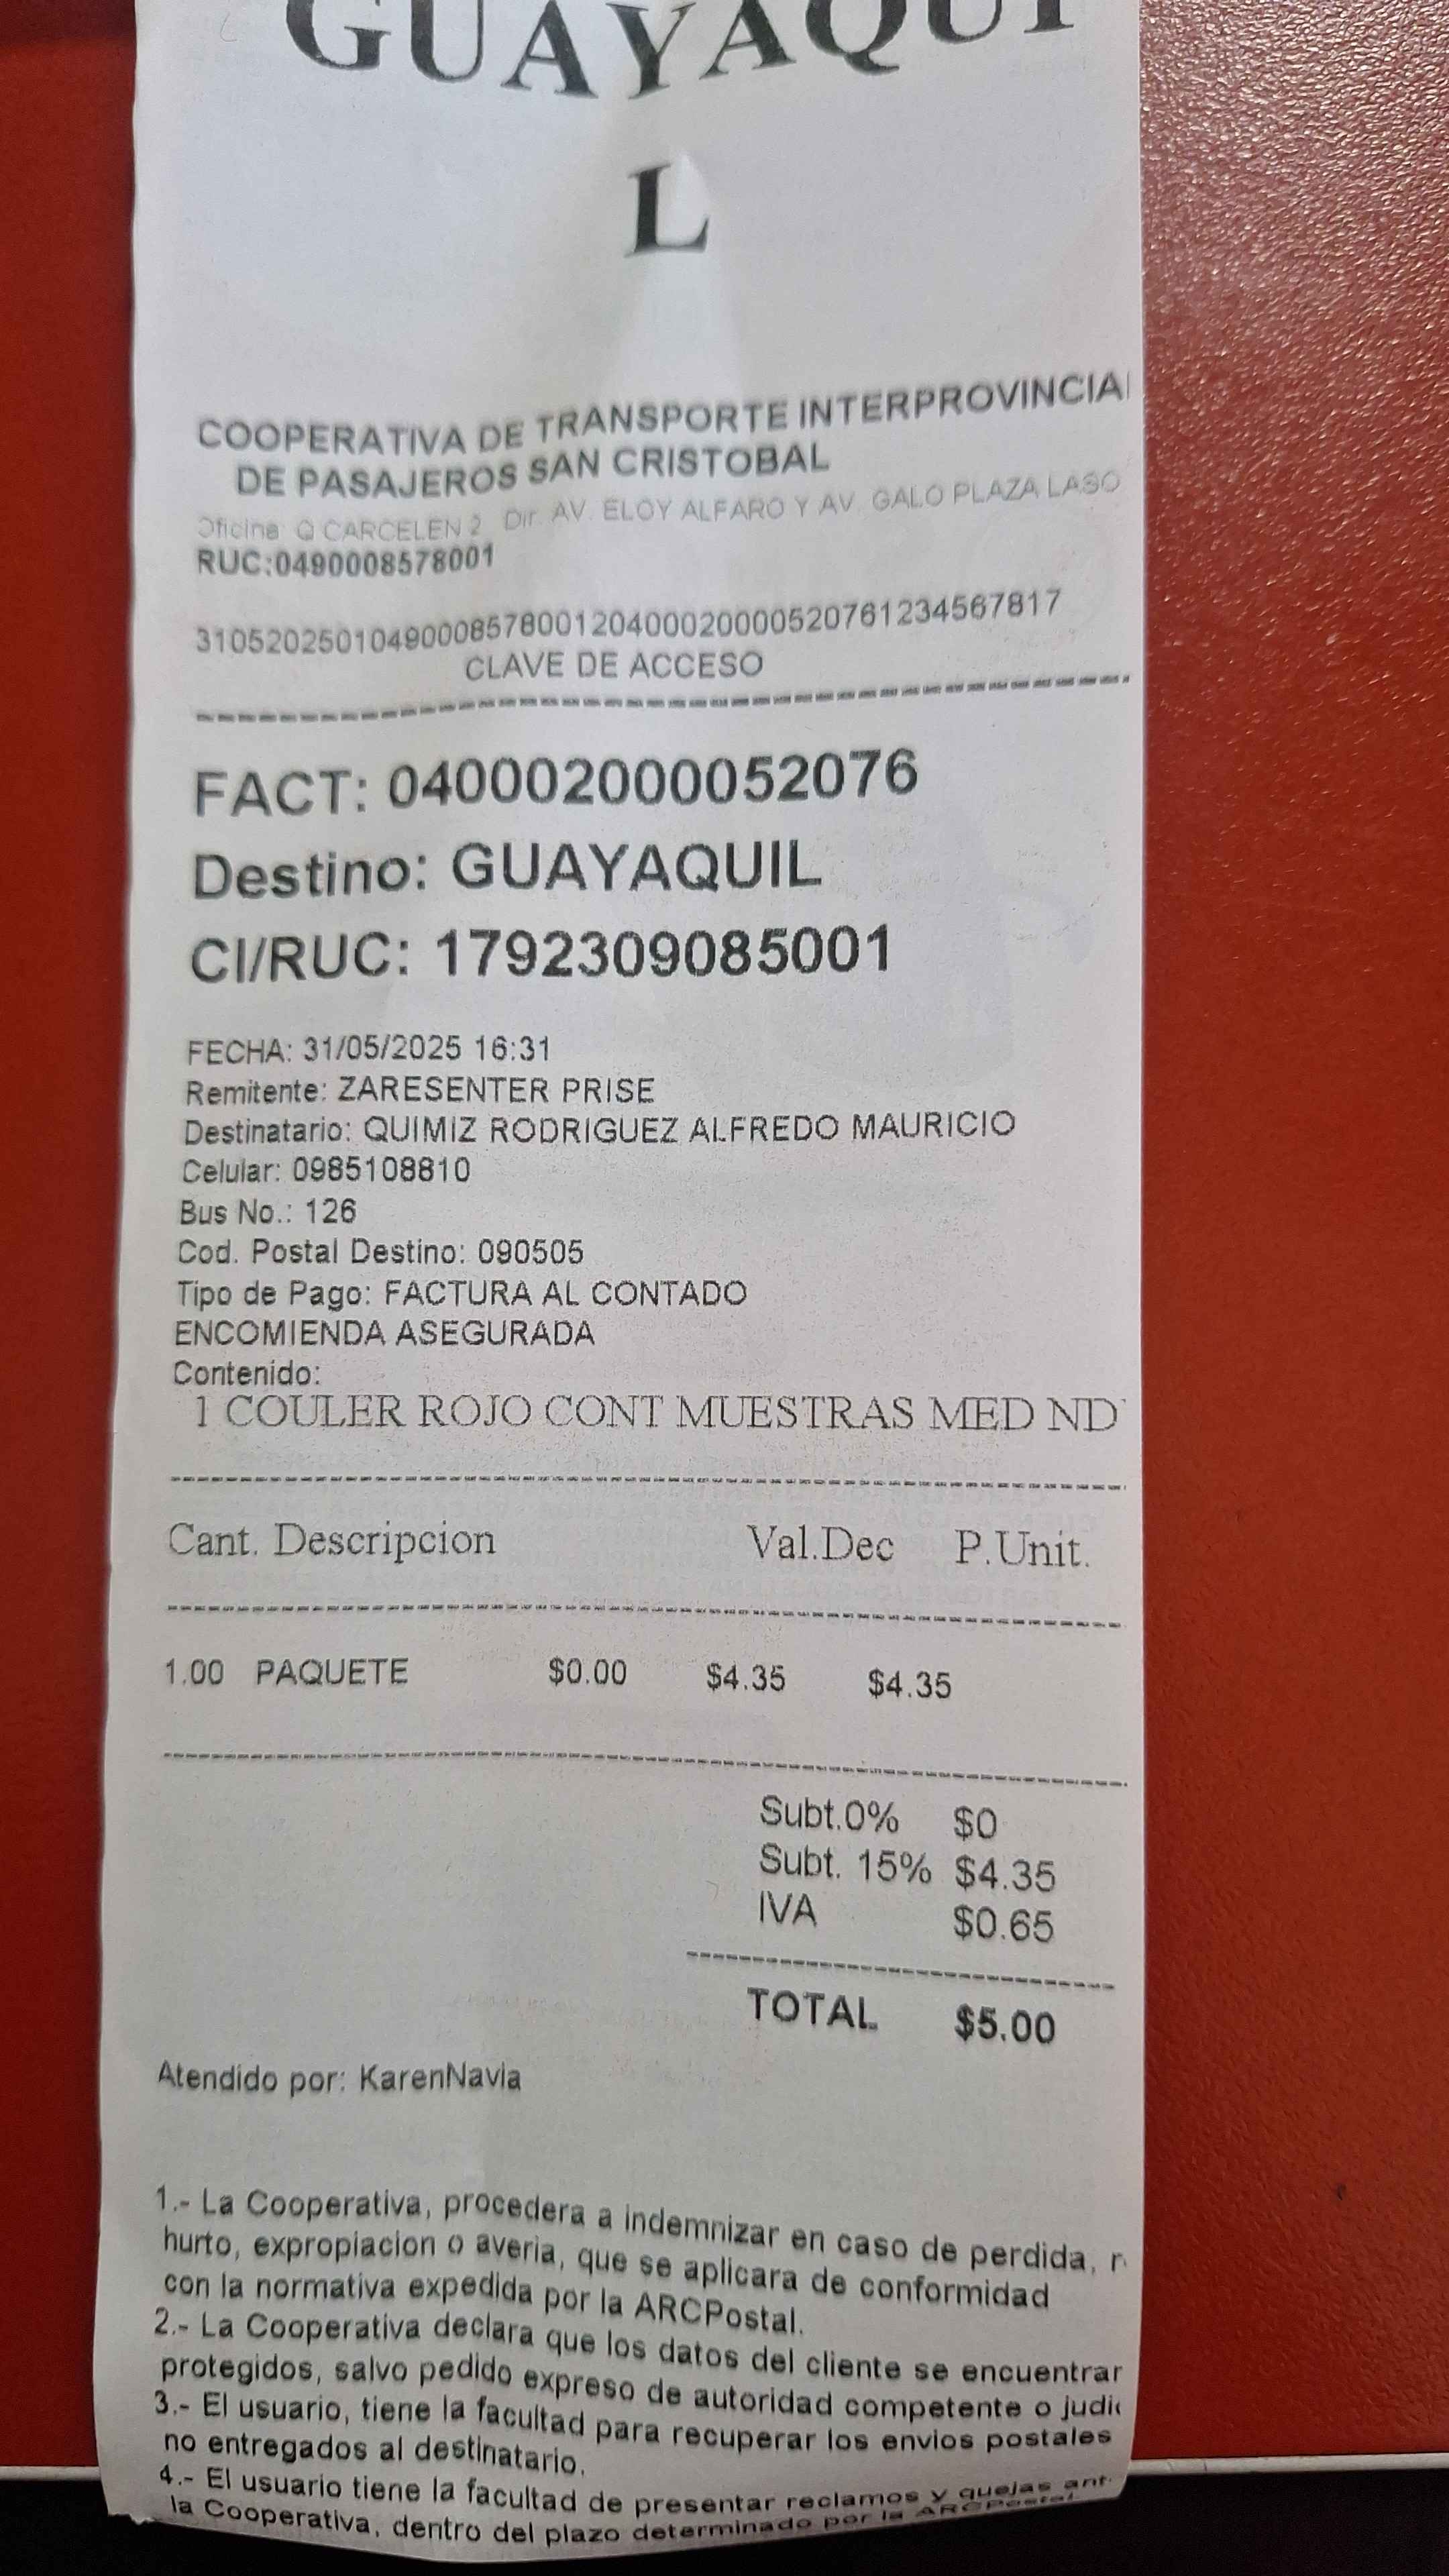 GUAYAQUI
L
COOPERATIVA DE TRANSPORTE INTERPROVINCIAL
DE PASAJEROS SAN CRISTOBAL
Oficina: Q CARCELEN 2 Dir. AV. ELOY ALFARO Y AV. GALO PLAZA LASO
RUC:0490008578001
3105202501049000857800120400020000520761234567817
CLAVE DE ACCESO
FACT: 040002000052076
Destino: GUAYAQUIL
CI/RUC: 1792309085001
FECHA: 31/05/2025 16:31
Remitente: ZARESENTER PRISE
Destinatario: QUIMIZ RODRIGUEZ ALFREDO MAURICIO
Celular: 0985108810
Bus No.: 126
Cod. Postal Destino: 090505
Tipo de Pago: FACTURA AL CONTADO
ENCOMIENDA ASEGURADA
Contenido:
1 COULER ROJO CONT MUESTRAS MED ND
Cant. Descripcion Val.Dec P.Unit.
1.00 PAQUETE $0.00 $4.35 $4.35
Subt.0% $0
Subt. 15% $4.35
IVA $0.65
TOTAL $5.00
Atendido por: KarenNavia
1.- La Cooperativa, procedera a indemnizar en caso de perdida, r
hurto, expropiacion o averia, que se aplicara de conformidad
con la normativa expedida por la ARCPostal.
2.- La Cooperativa declara que los datos del cliente se encuentrar
protegidos, salvo pedido expreso de autoridad competente o judic
3.- El usuario, tiene la facultad para recuperar los envios postales
no entregados al destinatario.
4.- El usuario tiene la facultad de presentar reclamos y quejas ant
la Cooperativa, dentro del plazo determinado por la ARCPostal.